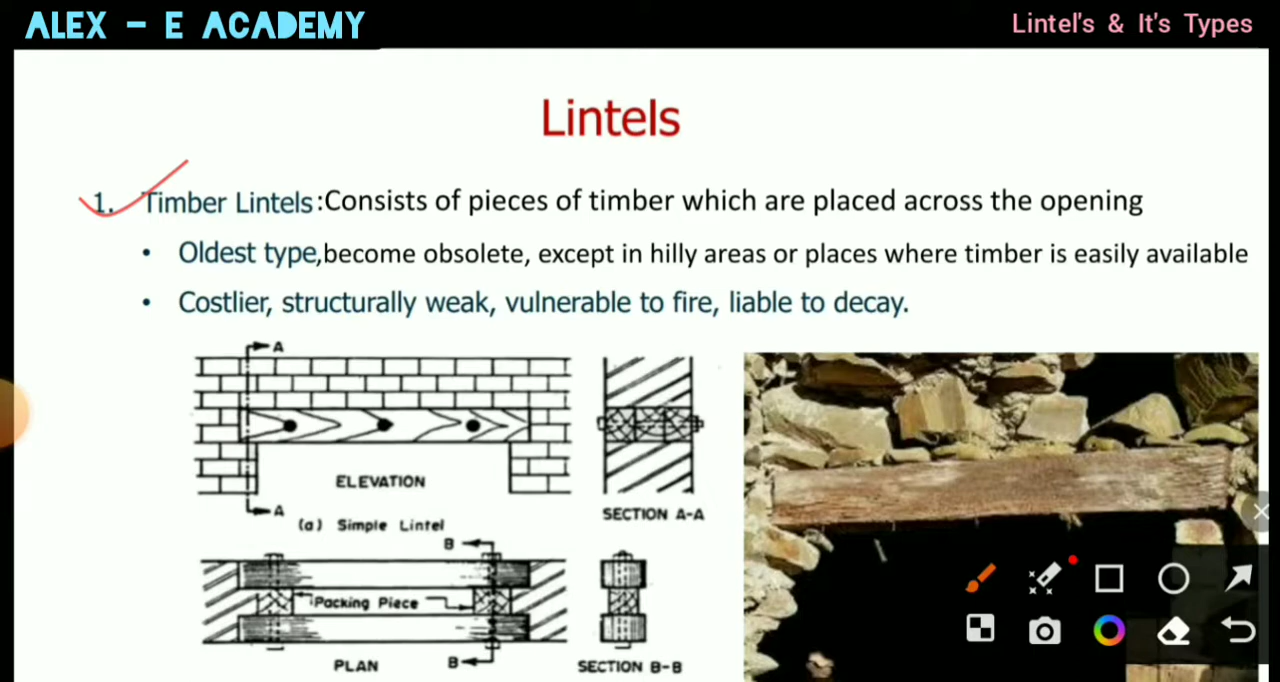 ALEX - E ACADEMY
Lintel's & It's Types
Lintels
1. Timber Lintels:Consists of pieces of timber which are placed across the opening
• Oldest type,become obsolete, except in hilly areas or places where timber is easily available
• Costlier, structurally weak, vulnerable to fire, liable to decay.
A
ELEVATION
A
(a) Simple Lintel
SECTION A-A
B
Packing Piece
PLAN
B
SECTION B-B